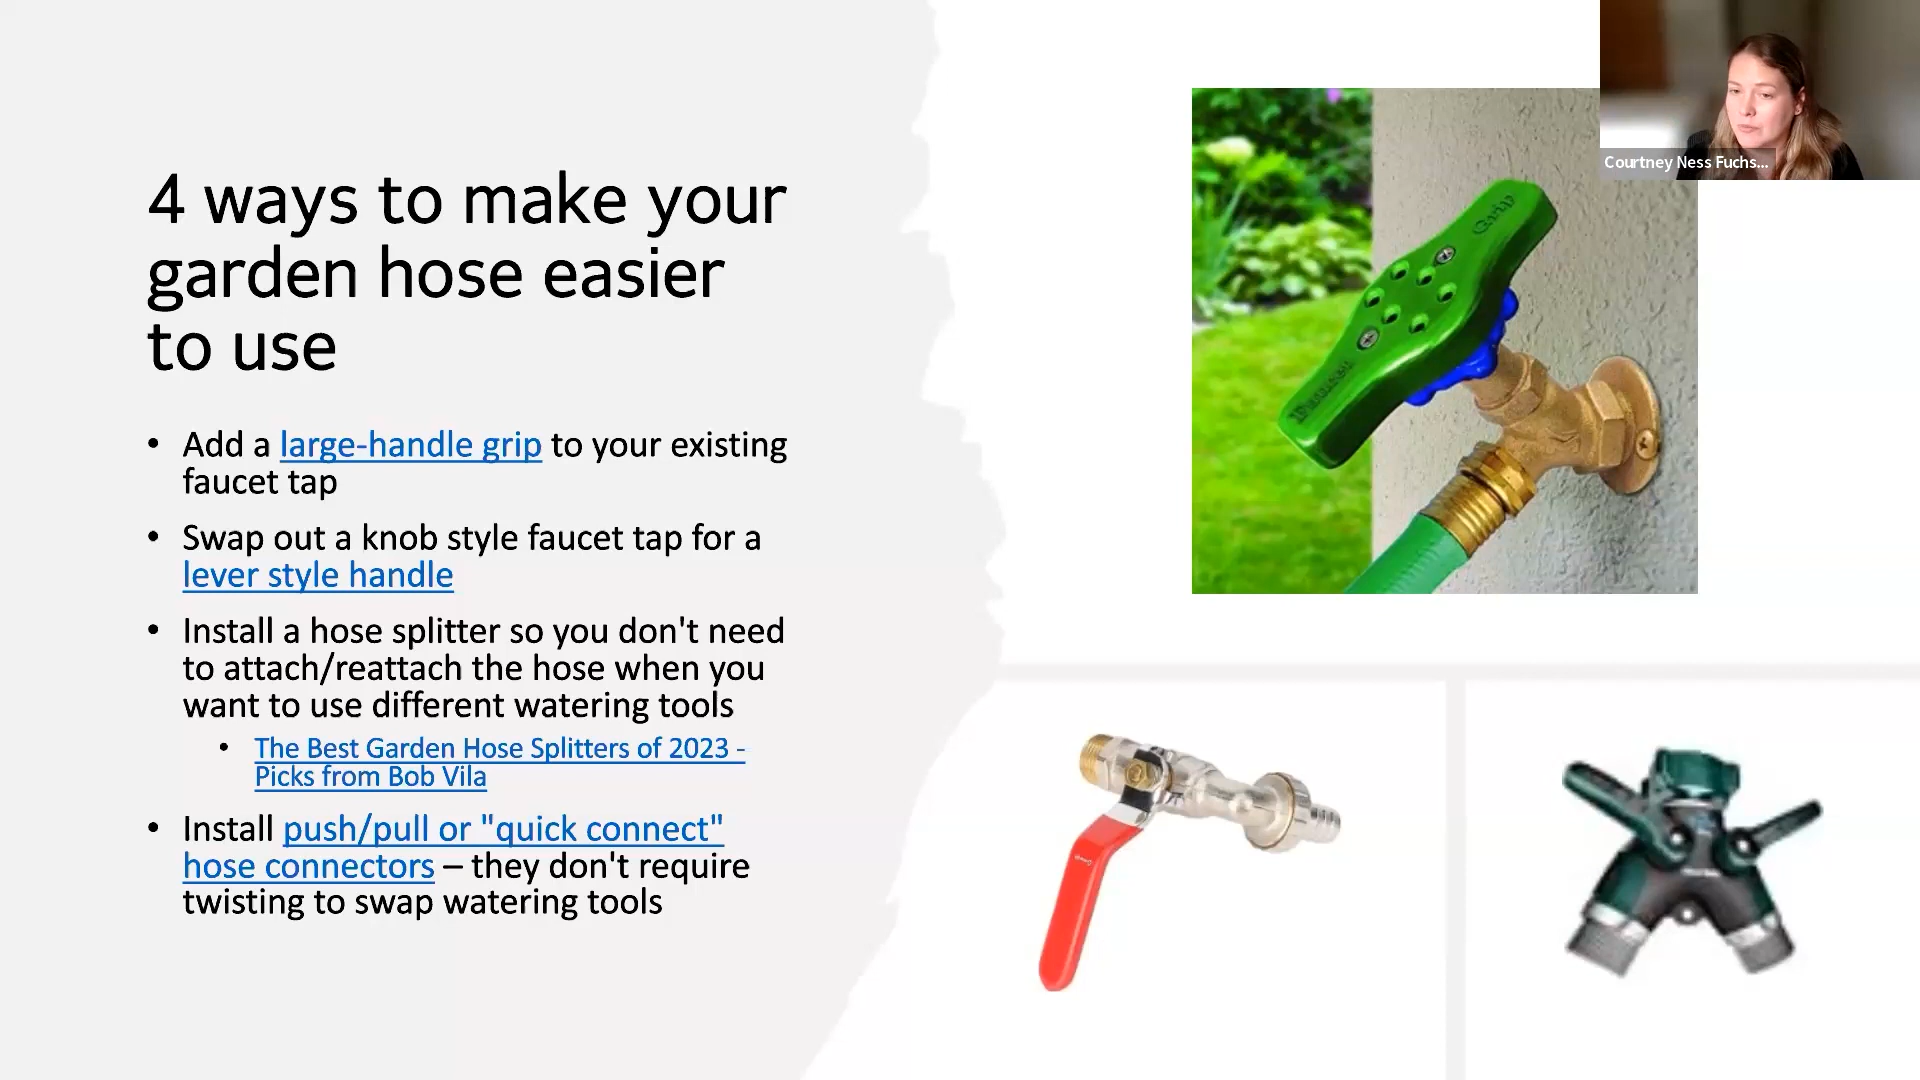 4 ways to make your
garden hose easier
to use
• Add a large-handle grip to your existing
faucet tap
• Swap out a knob style faucet tap for a
lever style handle
• Install a hose splitter so you don't need
to attach/reattach the hose when you
want to use different watering tools
• The Best Garden Hose Splitters of 2023 -
Picks from Bob Vila
• Install push/pull or "quick connect"
hose connectors – they don't require
twisting to swap watering tools
Courtney Ness Fuchs...
Grip